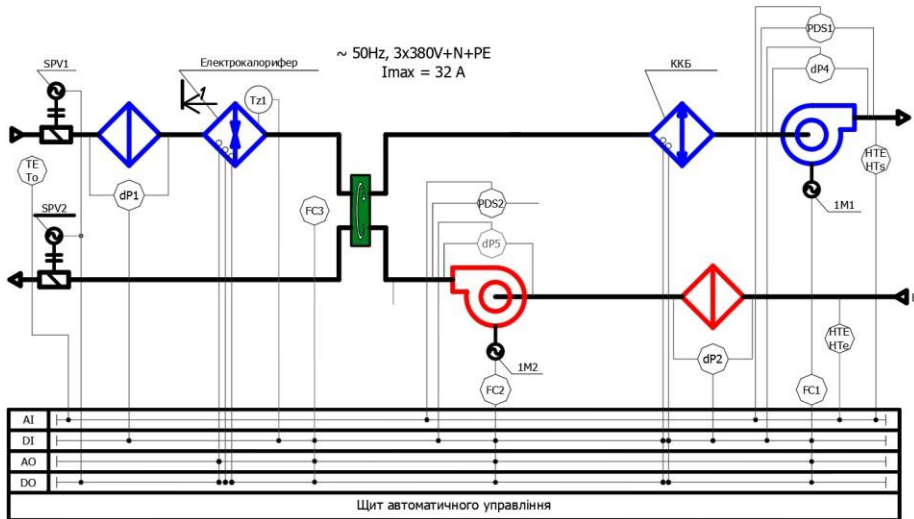 SPV1
Електрокалорифер
~ 50Hz, 3x380V+N+PE
Imax = 32 A
ККБ
PDS1
dP4
1
Tz1
TE
To
HTE
HTs
dP1
SPV2
FC3
PDS2
1M1
dP5
HTE
HTe
dP2
1M2
FC2
FC1
AI
DI
AO
DO
Щит автоматичного управління